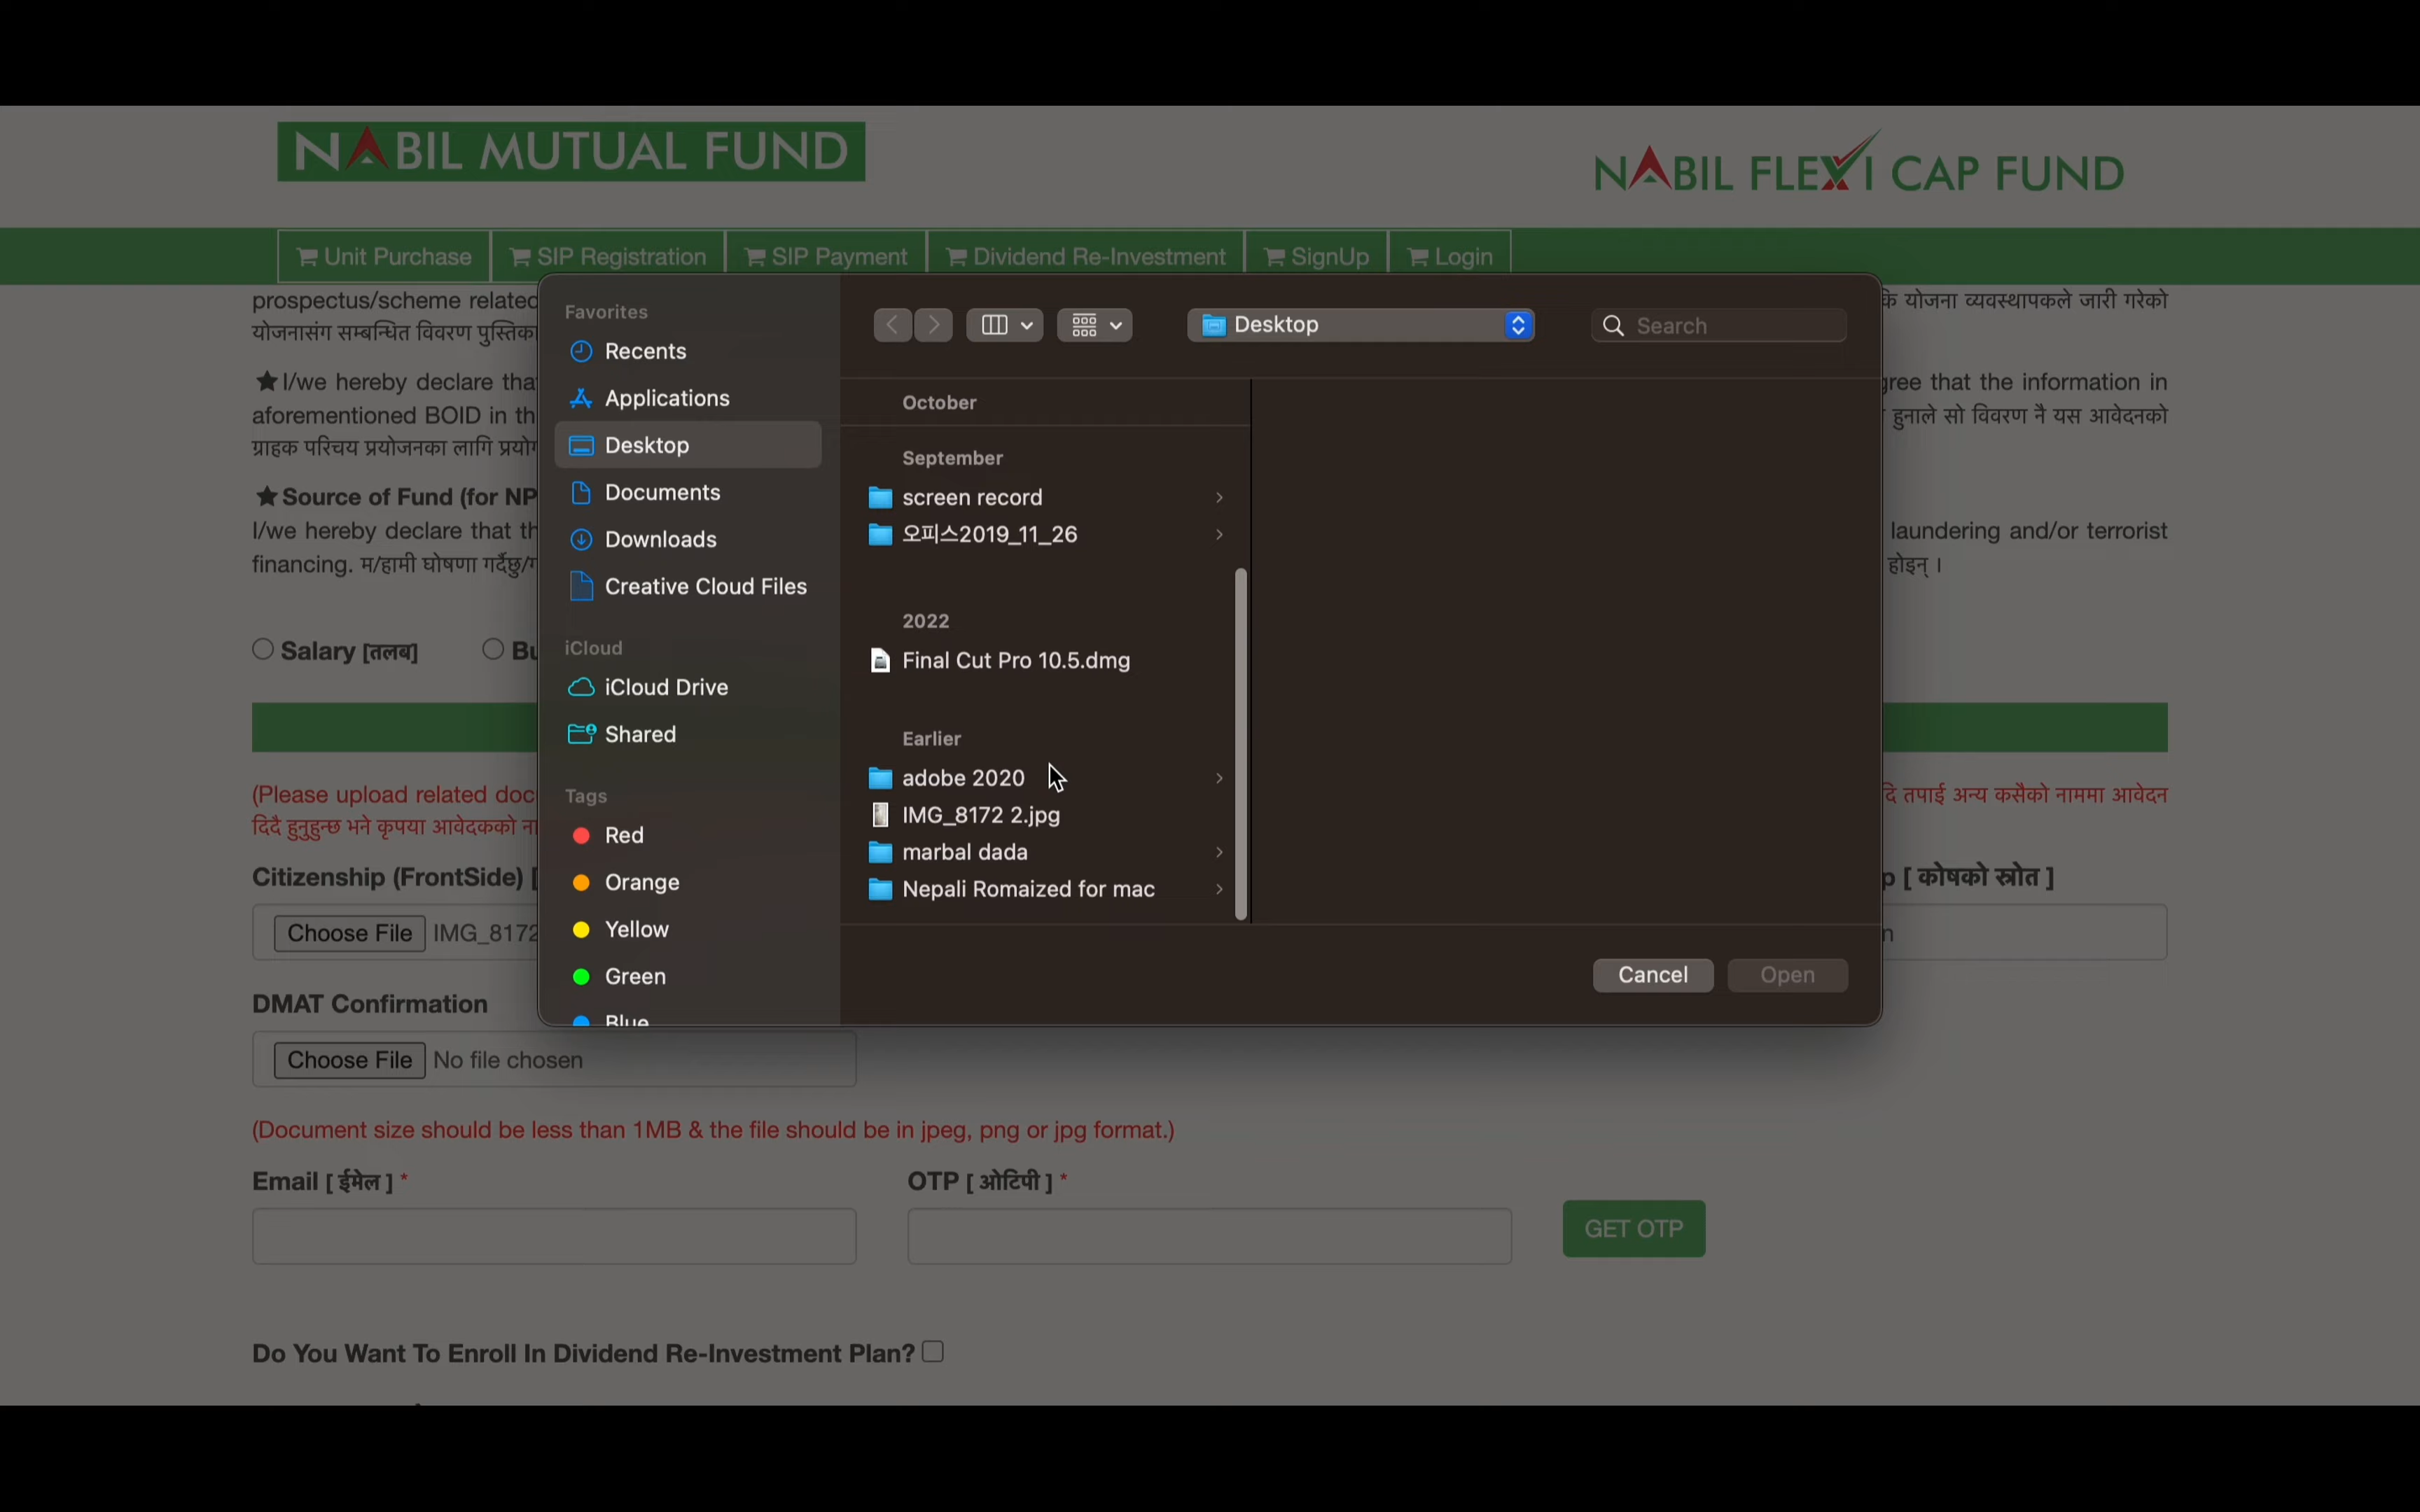 NABIL MUTUAL FUND
NABIL FLEXI CAP FUND
Unit Purchase
SIP Registration
SIP Payment
Dividend Re-Investment
SignUp
Login
prospectus/scheme related
कि योजना व्यवस्थापकले जारी गरेको
योजनासंग सम्बन्धित विवरण पुस्तिका
★I/we hereby declare tha
gree that the information in
aforementioned BOID in th
हुनाले सो विवरण नै यस आवेदनको
ग्राहक परिचय प्रयोजनका लागि प्रयोग
★Source of Fund (for NP
I/we hereby declare that th
laundering and/or terrorist
financing. म/हामी घोषणा गर्दैछु/ग
होइन् ।
Salary [तलब]
Bu
(Please upload related doc
दि तपाई अन्य कसैको नाममा आवेदन
दिदै हुनुहुन्छ भने कृपया आवेदकको ना
Citizenship (FrontSide) [
p [ कोषको स्रोत ]
Choose File IMG_8172
n
DMAT Confirmation
Choose File No file chosen
(Document size should be less than 1MB & the file should be in jpeg, png or jpg format.)
Email [ ईमेल ] *
OTP [ ओटिपी ] *
GET OTP
Do You Want To Enroll In Dividend Re-Investment Plan?
Favorites
Recents
Applications
Desktop
Documents
Downloads
Creative Cloud Files
iCloud
iCloud Drive
Shared
Tags
Red
Orange
Yellow
Green
Blue
Desktop
Search
October
September
screen record
오피스2019_11_26
2022
Final Cut Pro 10.5.dmg
Earlier
adobe 2020
IMG_8172 2.jpg
marbal dada
Nepali Romaized for mac
Cancel
Open